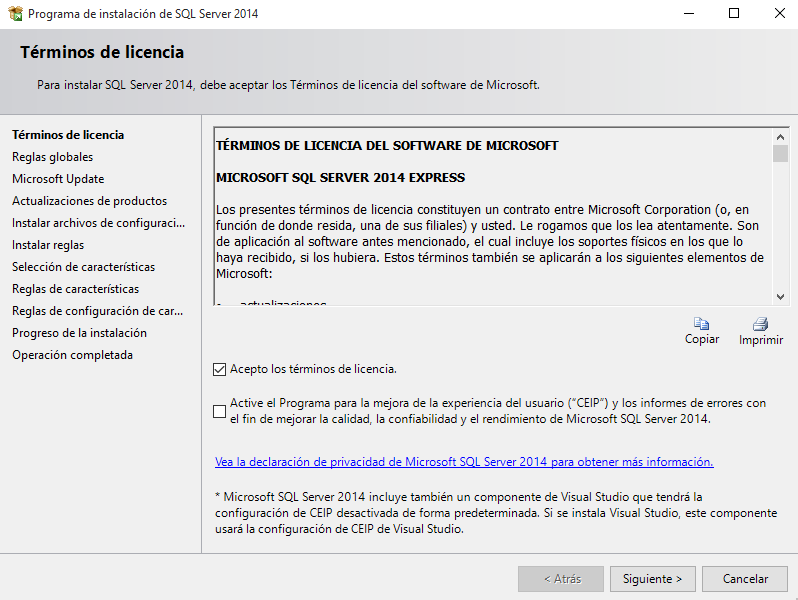 Programa de instalación de SQL Server 2014
Términos de licencia
Para instalar SQL Server 2014, debe aceptar los Términos de licencia del software de Microsoft.
Términos de licencia
Reglas globales
Microsoft Update
Actualizaciones de productos
Instalar archivos de configuraci...
Instalar reglas
Selección de características
Reglas de características
Reglas de configuración de car...
Progreso de la instalación
Operación completada
TÉRMINOS DE LICENCIA DEL SOFTWARE DE MICROSOFT
MICROSOFT SQL SERVER 2014 EXPRESS
Los presentes términos de licencia constituyen un contrato entre Microsoft Corporation (o, en
función de donde resida, una de sus filiales) y usted. Le rogamos que los lea atentamente. Son
de aplicación al software antes mencionado, el cual incluye los soportes físicos en los que lo
haya recibido, si los hubiera. Estos términos también se aplicarán a los siguientes elementos de
Microsoft:
• actualizaciones
Copiar
Imprimir
Acepto los términos de licencia.
Active el Programa para la mejora de la experiencia del usuario ("CEIP") y los informes de errores con
el fin de mejorar la calidad, la confiabilidad y el rendimiento de Microsoft SQL Server 2014.
Vea la declaración de privacidad de Microsoft SQL Server 2014 para obtener más información.
* Microsoft SQL Server 2014 incluye también un componente de Visual Studio que tendrá la
configuración de CEIP desactivada de forma predeterminada. Si se instala Visual Studio, este componente
usará la configuración de CEIP de Visual Studio.
< Atrás
Siguiente >
Cancelar